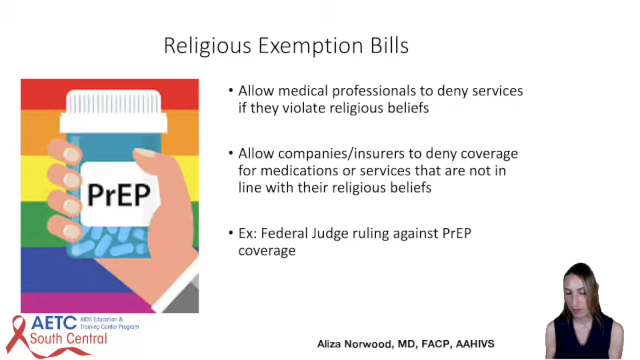 Religious Exemption Bills
• Allow medical professionals to deny services
if they violate religious beliefs
• Allow companies/insurers to deny coverage
for medications or services that are not in
line with their religious beliefs
• Ex: Federal Judge ruling against PrEP
coverage
PrEP
AETC AIDS Education &
Training Center Program
South Central
Aliza Norwood, MD, FACP, AAHIVS